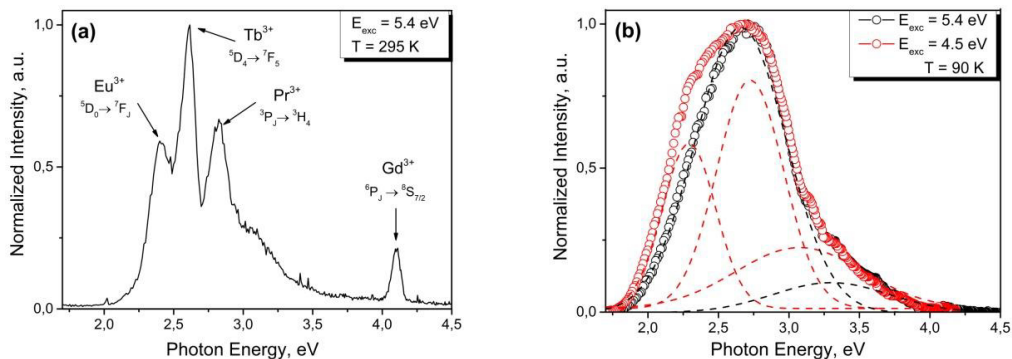 (a)
E_exc = 5.4 eV
T = 295 K
Tb³⁺
⁵D₄→⁷F₅
Eu³⁺
⁵D₀→⁷F_J
Pr³⁺
³P_J→³H₄
Gd³⁺
⁶P_J→⁸S_7/2
Normalized Intensity, a.u.
1,0
0,5
0,0
2,0 2,5 3,0 3,5 4,0 4,5
Photon Energy, eV
(b)
E_exc = 5.4 eV
E_exc = 4.5 eV
T = 90 K
Normalized Intensity, a.u.
1,0
0,5
0,0
2,0 2,5 3,0 3,5 4,0 4,5
Photon Energy, eV